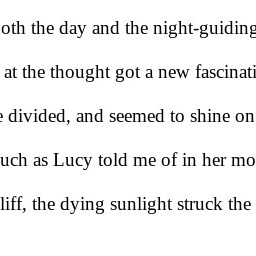 oth the day and the night-guiding
at the thought got a new fascinati
e divided, and seemed to shine on
uch as Lucy told me of in her mo
liff, the dying sunlight struck the